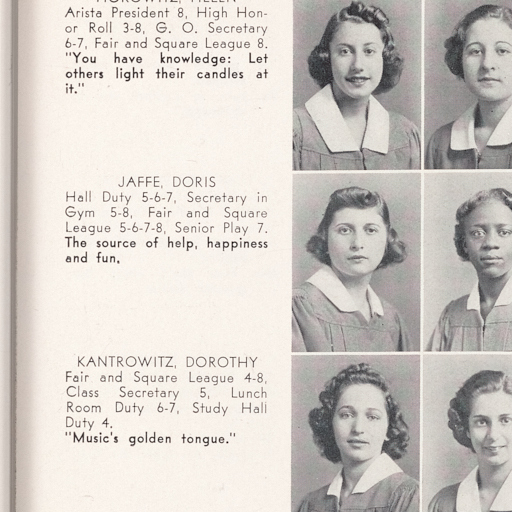 HOROWITZ, HELEN
Arista President 8, High Hon-
or Roll 3-8, G. O. Secretary
6-7, Fair and Square League 8.
"You have knowledge: Let
others light their candles at
it."
JAFFE, DORIS
Hall Duty 5-6-7, Secretary in
Gym 5-8, Fair and Square
League 5-6-7-8, Senior Play 7.
The source of help, happiness
and fun.
KANTROWITZ, DOROTHY
Fair and Square League 4-8,
Class Secretary 5, Lunch
Room Duty 6-7, Study Hall
Duty 4.
"Music's golden tongue."